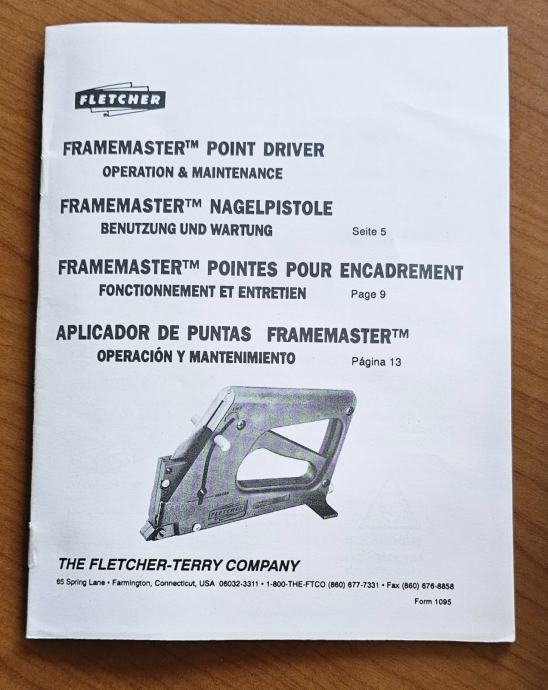 FLETCHER
FRAMEMASTER™ POINT DRIVER
OPERATION & MAINTENANCE
FRAMEMASTER™ NAGELPISTOLE
BENUTZUNG UND WARTUNG Seite 5
FRAMEMASTER™ POINTES POUR ENCADREMENT
FONCTIONNEMENT ET ENTRETIEN Page 9
APLICADOR DE PUNTAS FRAMEMASTER™
OPERACIÓN Y MANTENIMIENTO Página 13
FLETCHER
THE FLETCHER-TERRY COMPANY
65 Spring Lane • Farmington, Connecticut, USA 06032-3311 • 1-800-THE-FTCO (860) 677-7331 • Fax (860) 676-8858
Form 1095